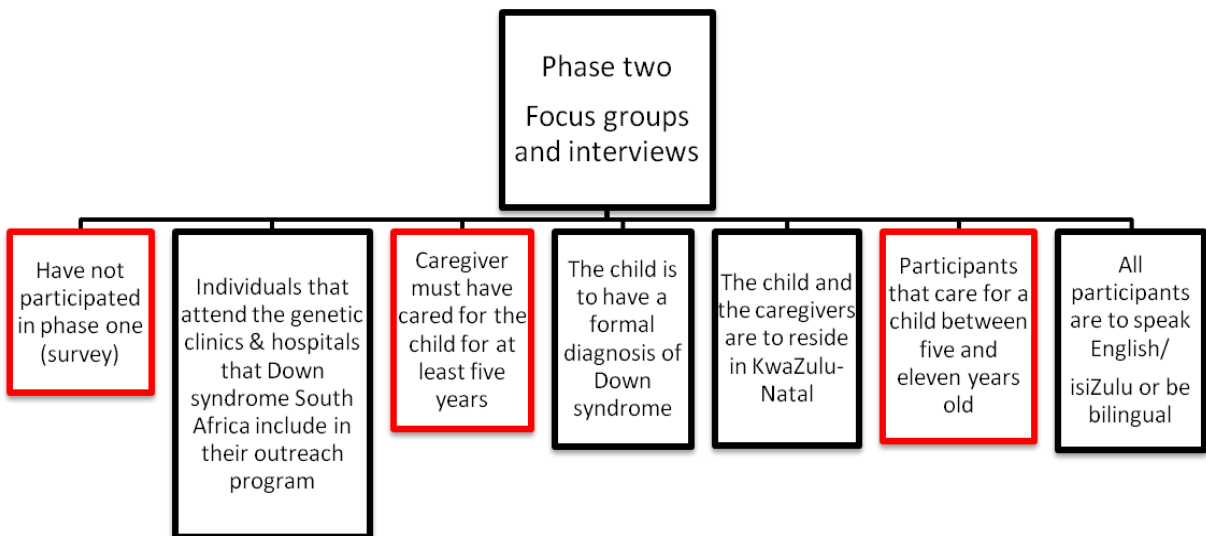 Phase two
Focus groups
and interviews
Have not
participated
in phase one
(survey)
Individuals that
attend the genetic
clinics & hospitals
that Down
syndrome South
Africa include in
their outreach
program
Caregiver
must have
cared for the
child for at
least five
years
The child is
to have a
formal
diagnosis of
Down
syndrome
The child and
the caregivers
are to reside
in KwaZulu-
Natal
Participants
that care for a
child between
five and
eleven years
old
All
participants
are to speak
English/
isiZulu or be
bilingual